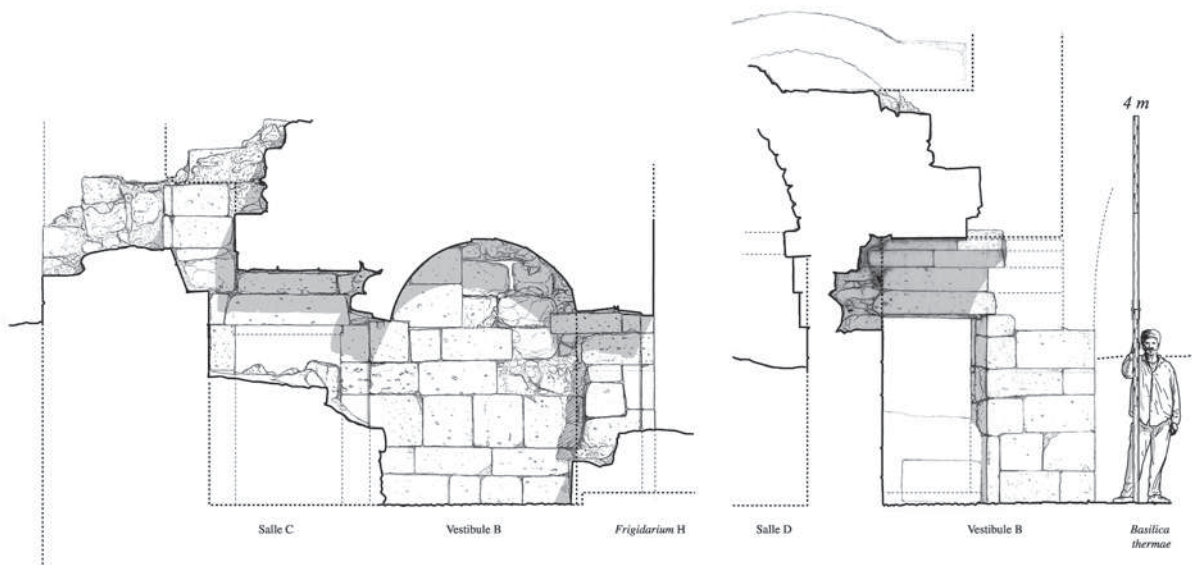 4 m
Salle C
Vestibule B
Frigidarium H
Salle D
Vestibule B
Basilica
thermae